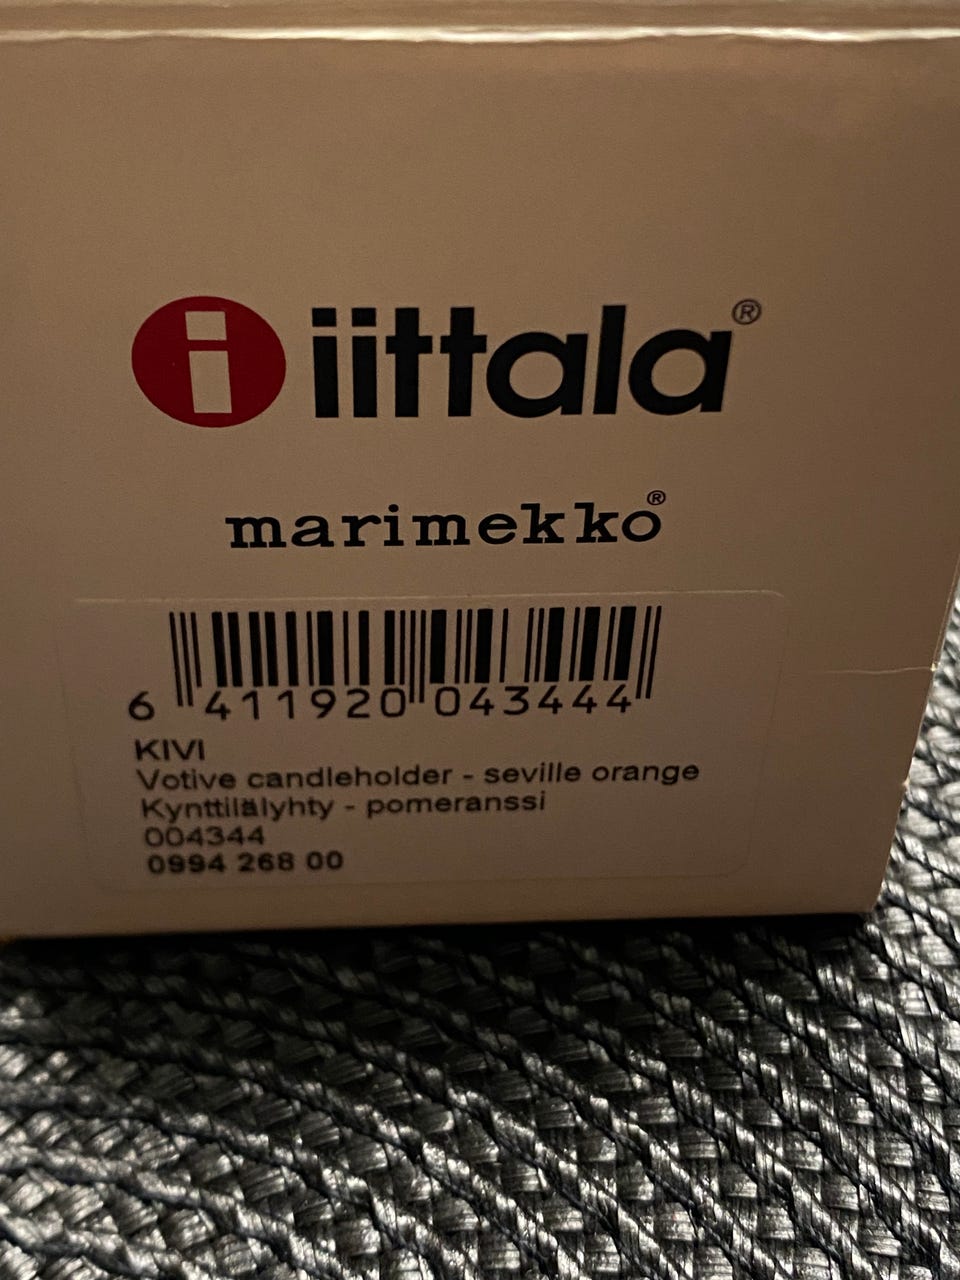 i iittala®
marimekko®
6 411920 043444
KIVI
Votive candleholder - seville orange
Kynttilälyhty - pomeranssi
004344
0994 268 00